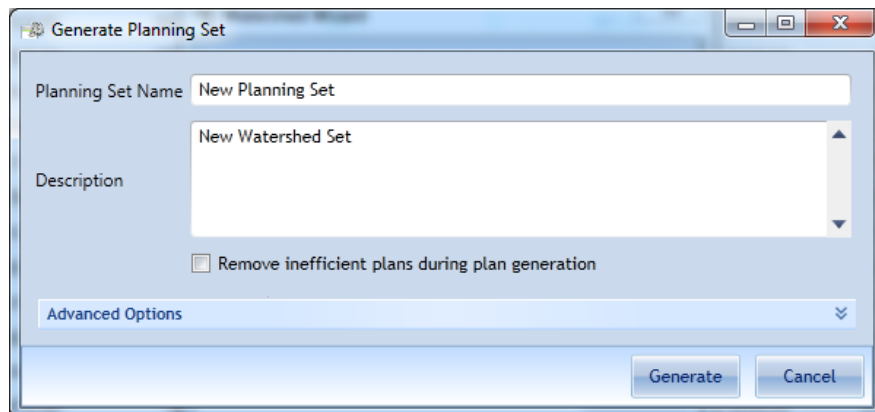 Generate Planning Set
Planning Set Name New Planning Set
Description
New Watershed Set
Remove inefficient plans during plan generation
Advanced Options
Generate Cancel